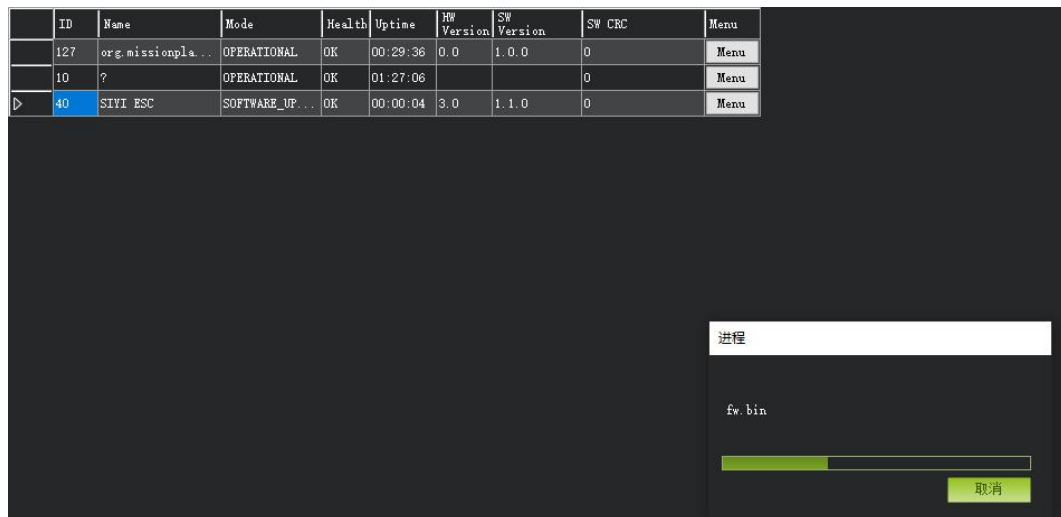 ID Name Mode Health Uptime HW Version SW Version SW CRC Menu
127 org.missionpla... OPERATIONAL OK 00:29:36 0.0 1.0.0 0 Menu
10 ? OPERATIONAL OK 01:27:06 0 Menu
40 SIYI ESC SOFTWARE_UP... OK 00:00:04 3.0 1.1.0 0 Menu
进程
fw.bin
取消